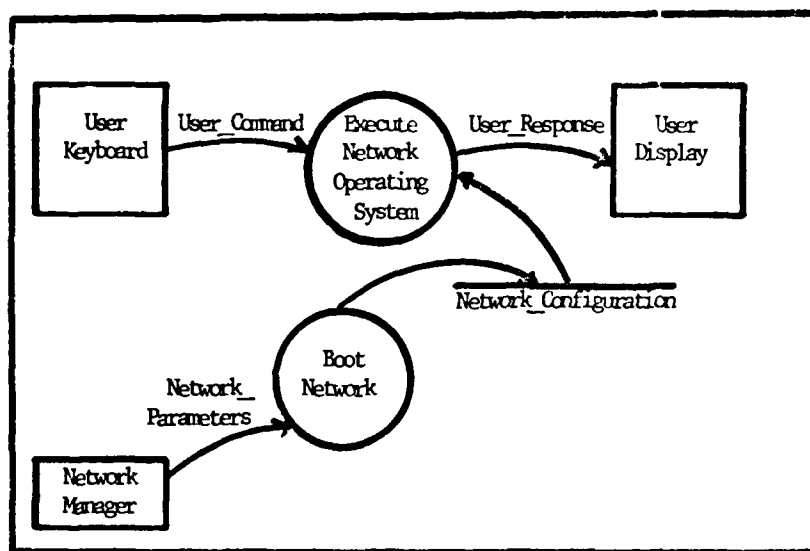 User
Keyboard
User_Command
Execute
Network
Operating
System
User_Response
User
Display
Network_Configuration
Boot
Network
Network_
Parameters
Network
Manager